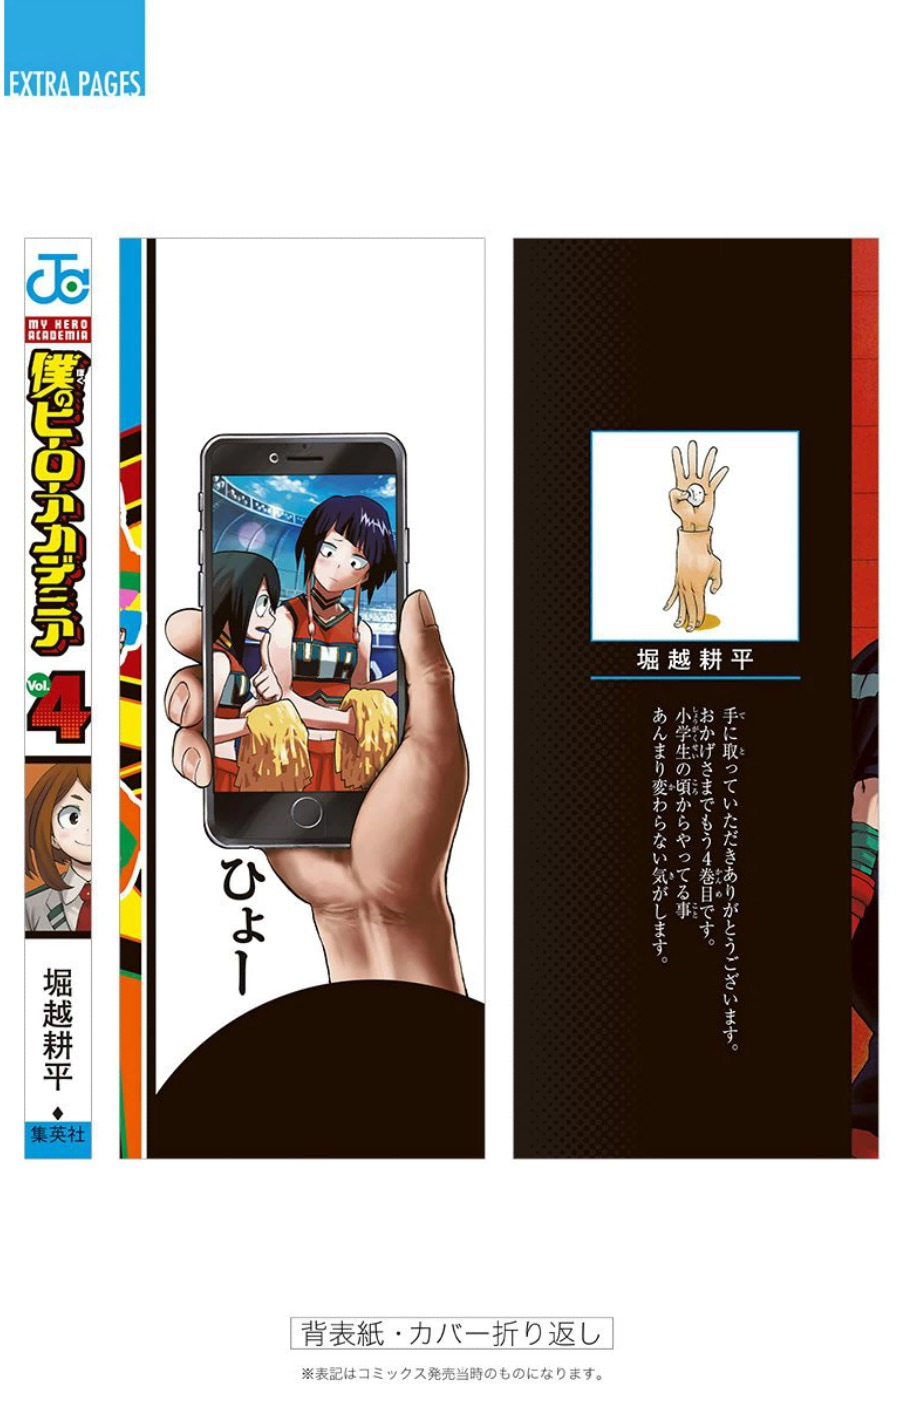 EXTRA PAGES
JC
MY HERO
ACADEMIA
僕のヒーローアカデミア
ぼく
Vol.4
堀越耕平
集英社
ひょー
堀越耕平
手に取っていただきありがとうございます。
おかげさまでもう4巻目です。
小学生の頃からやってる事
あんまり変わらない気がします。
背表紙・カバー折り返し
※表記はコミックス発売当時のものになります。